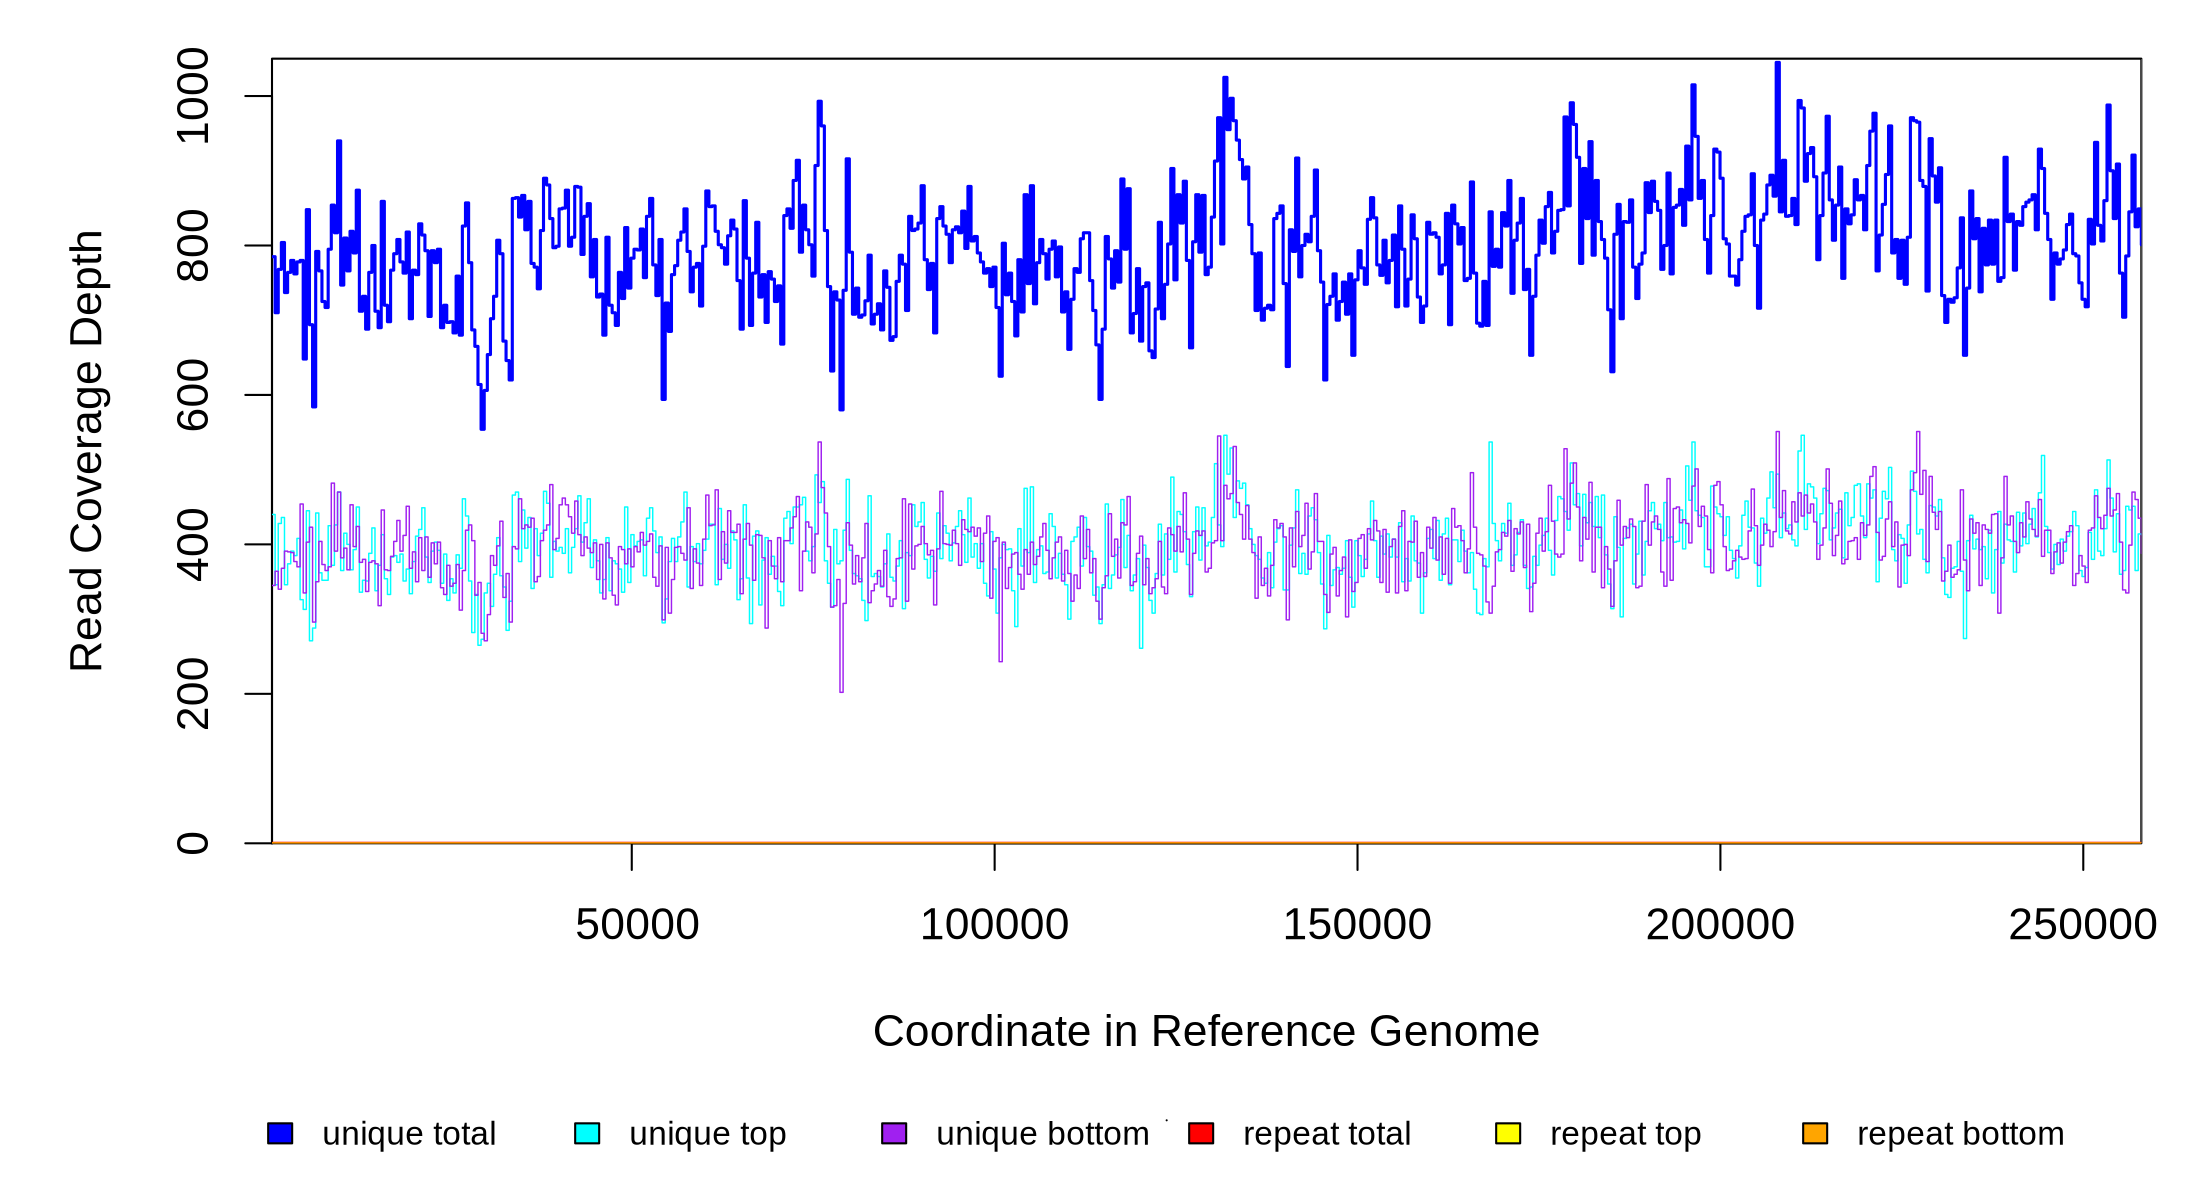 Read Coverage Depth
1000
800
600
400
200
0
50000 100000 150000 200000 250000
Coordinate in Reference Genome
unique total unique top unique bottom repeat total repeat top repeat bottom